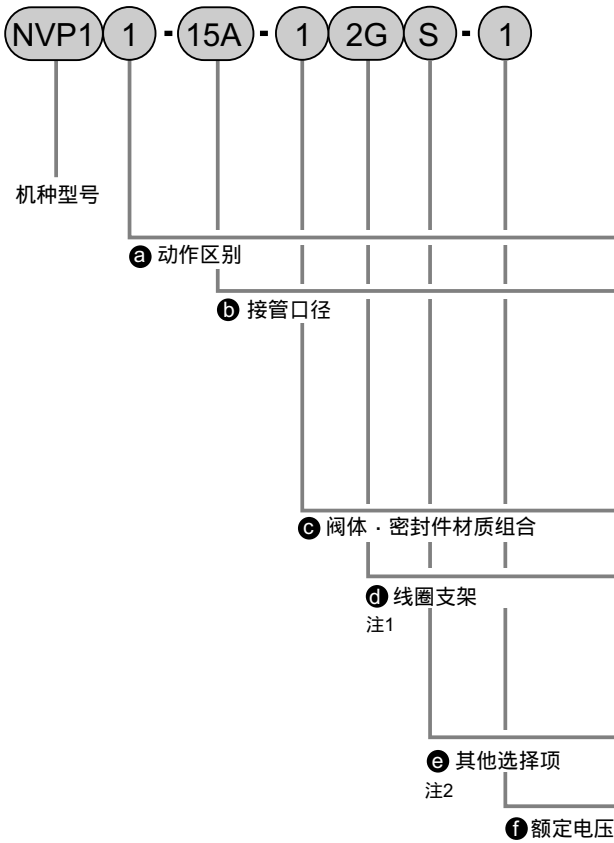 NVP1 1 - 15A - 1 2G S - 1
机种型号
a 动作区别
b 接管口径
c 阀体・密封件材质组合
d 线圈支架
注1
e 其他选择项
注2
f 额定电压